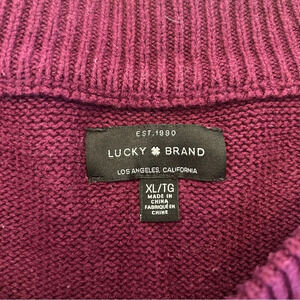 EST. 1990
LUCKY BRAND
LOS ANGELES, CALIFORNIA
XL/TG
MADE IN
CHINA
FABRIQUÉ EN
CHINE